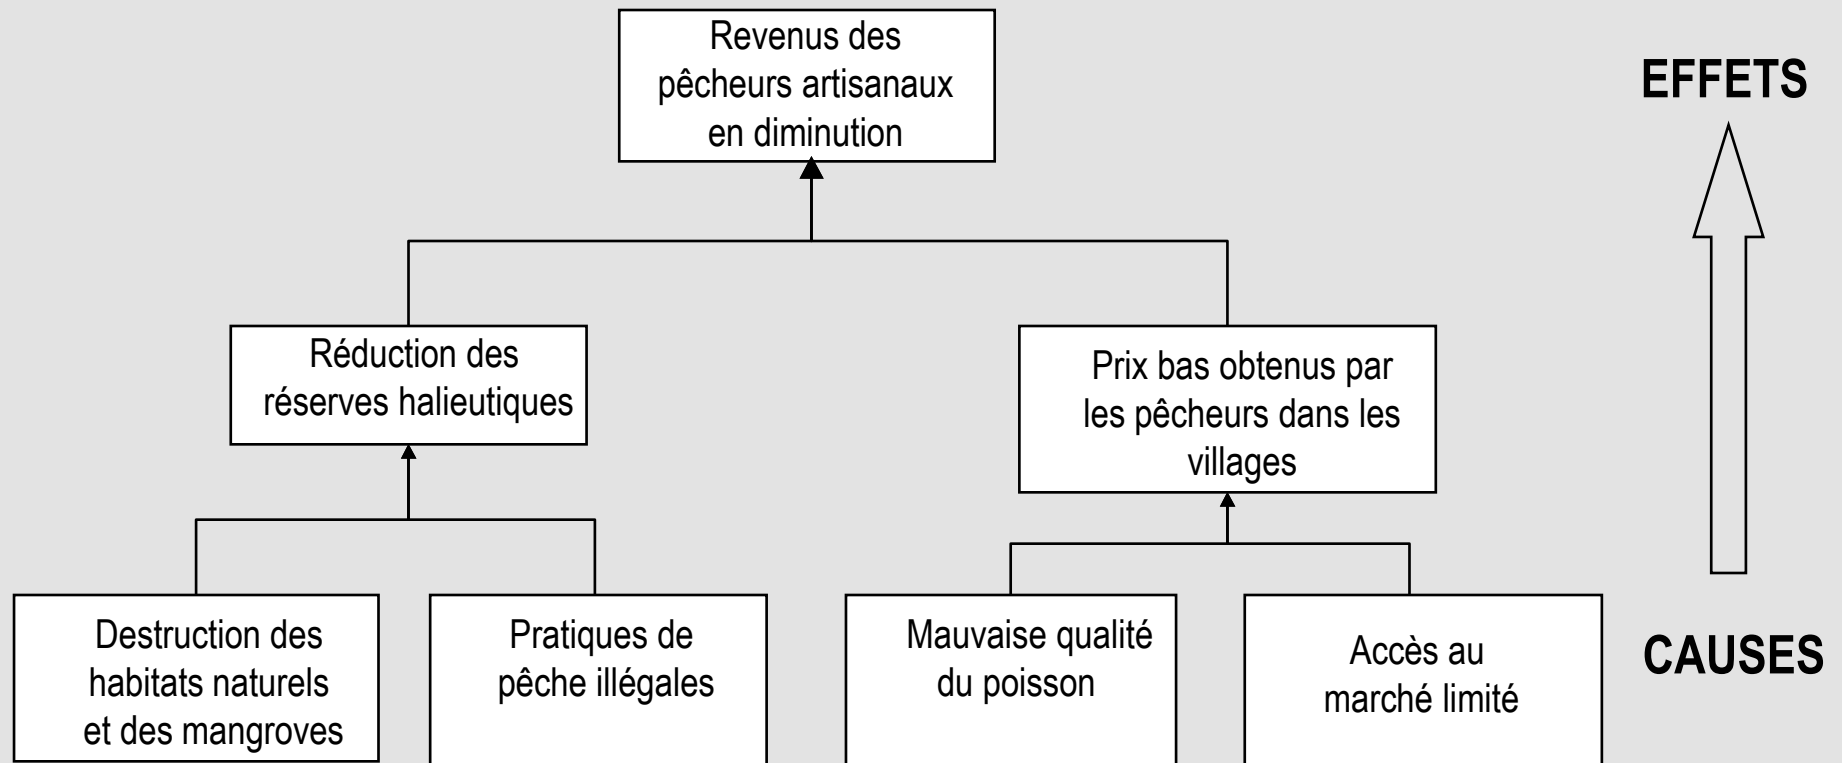 Revenus des
pêcheurs artisanaux
en diminution
EFFETS
Réduction des
réserves halieutiques
Prix bas obtenus par
les pêcheurs dans les
villages
Destruction des
habitats naturels
et des mangroves
Pratiques de
pêche illégales
Mauvaise qualité
du poisson
Accès au
marché limité
CAUSES